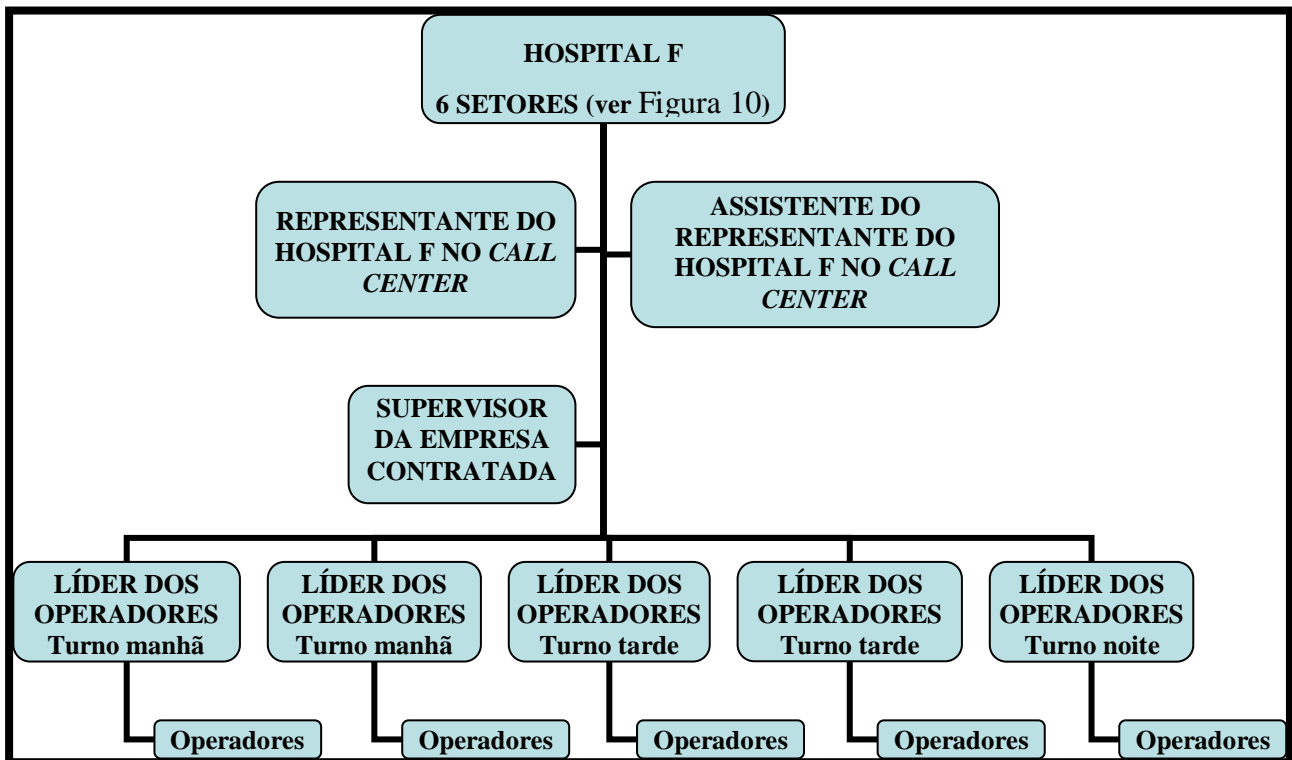 HOSPITAL F
6 SETORES (ver Figura 10)
REPRESENTANTE DO
HOSPITAL F NO CALL
CENTER
ASSISTENTE DO
REPRESENTANTE DO
HOSPITAL F NO CALL
CENTER
SUPERVISOR
DA EMPRESA
CONTRATADA
LÍDER DOS
OPERADORES
Turno manhã
LÍDER DOS
OPERADORES
Turno manhã
LÍDER DOS
OPERADORES
Turno tarde
LÍDER DOS
OPERADORES
Turno tarde
LÍDER DOS
OPERADORES
Turno noite
Operadores
Operadores
Operadores
Operadores
Operadores